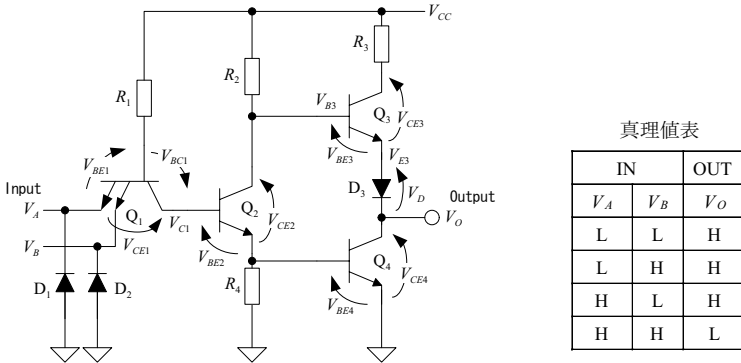 V_CC
R_3
R_2
R_1
V_B3
Q_3
V_CE3
V_BE3
V_E3
V_BE1
V_BC1
D_3
V_D
Output
Input
V_A
Q_1
V_C1
Q_2
V_CE2
V_O
V_B
V_CE1
V_BE2
Q_4
V_CE4
D_1
D_2
R_4
V_BE4
真理値表
IN OUT
V_A V_B V_O
L L H
L H H
H L H
H H L